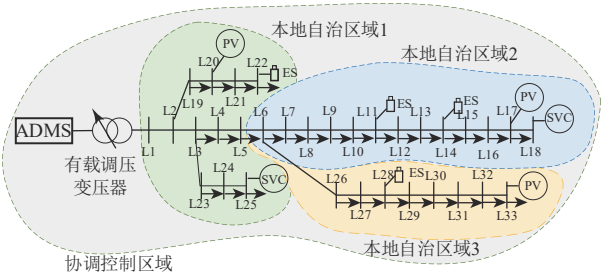 本地自治区域1
本地自治区域2
PV
L20
L22
ES
L19
L21
L2
L4
L6
L7
L9
L11
ES
L13
ES
L15
L17
PV
SVC
ADMS
L1
L3
L5
L8
L10
L12
L14
L16
L18
有载调压
变压器
L24
SVC
L23
L25
L26
L28
ES
L30
L32
PV
L27
L29
L31
L33
本地自治区域3
协调控制区域